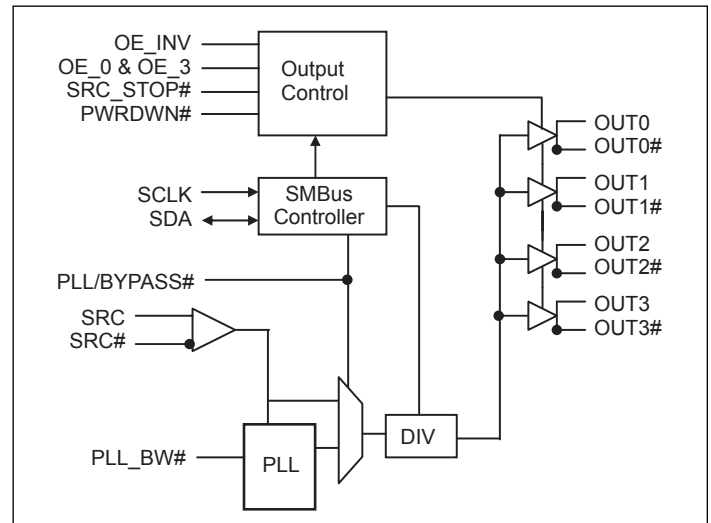 OE_INV
OE_0 & OE_3
SRC_STOP#
PWRDWN#
Output
Control
OUT0
OUT0#
OUT1
OUT1#
OUT2
OUT2#
OUT3
OUT3#
SCLK
SDA
SMBus
Controller
PLL/BYPASS#
SRC
SRC#
PLL_BW#
PLL
DIV